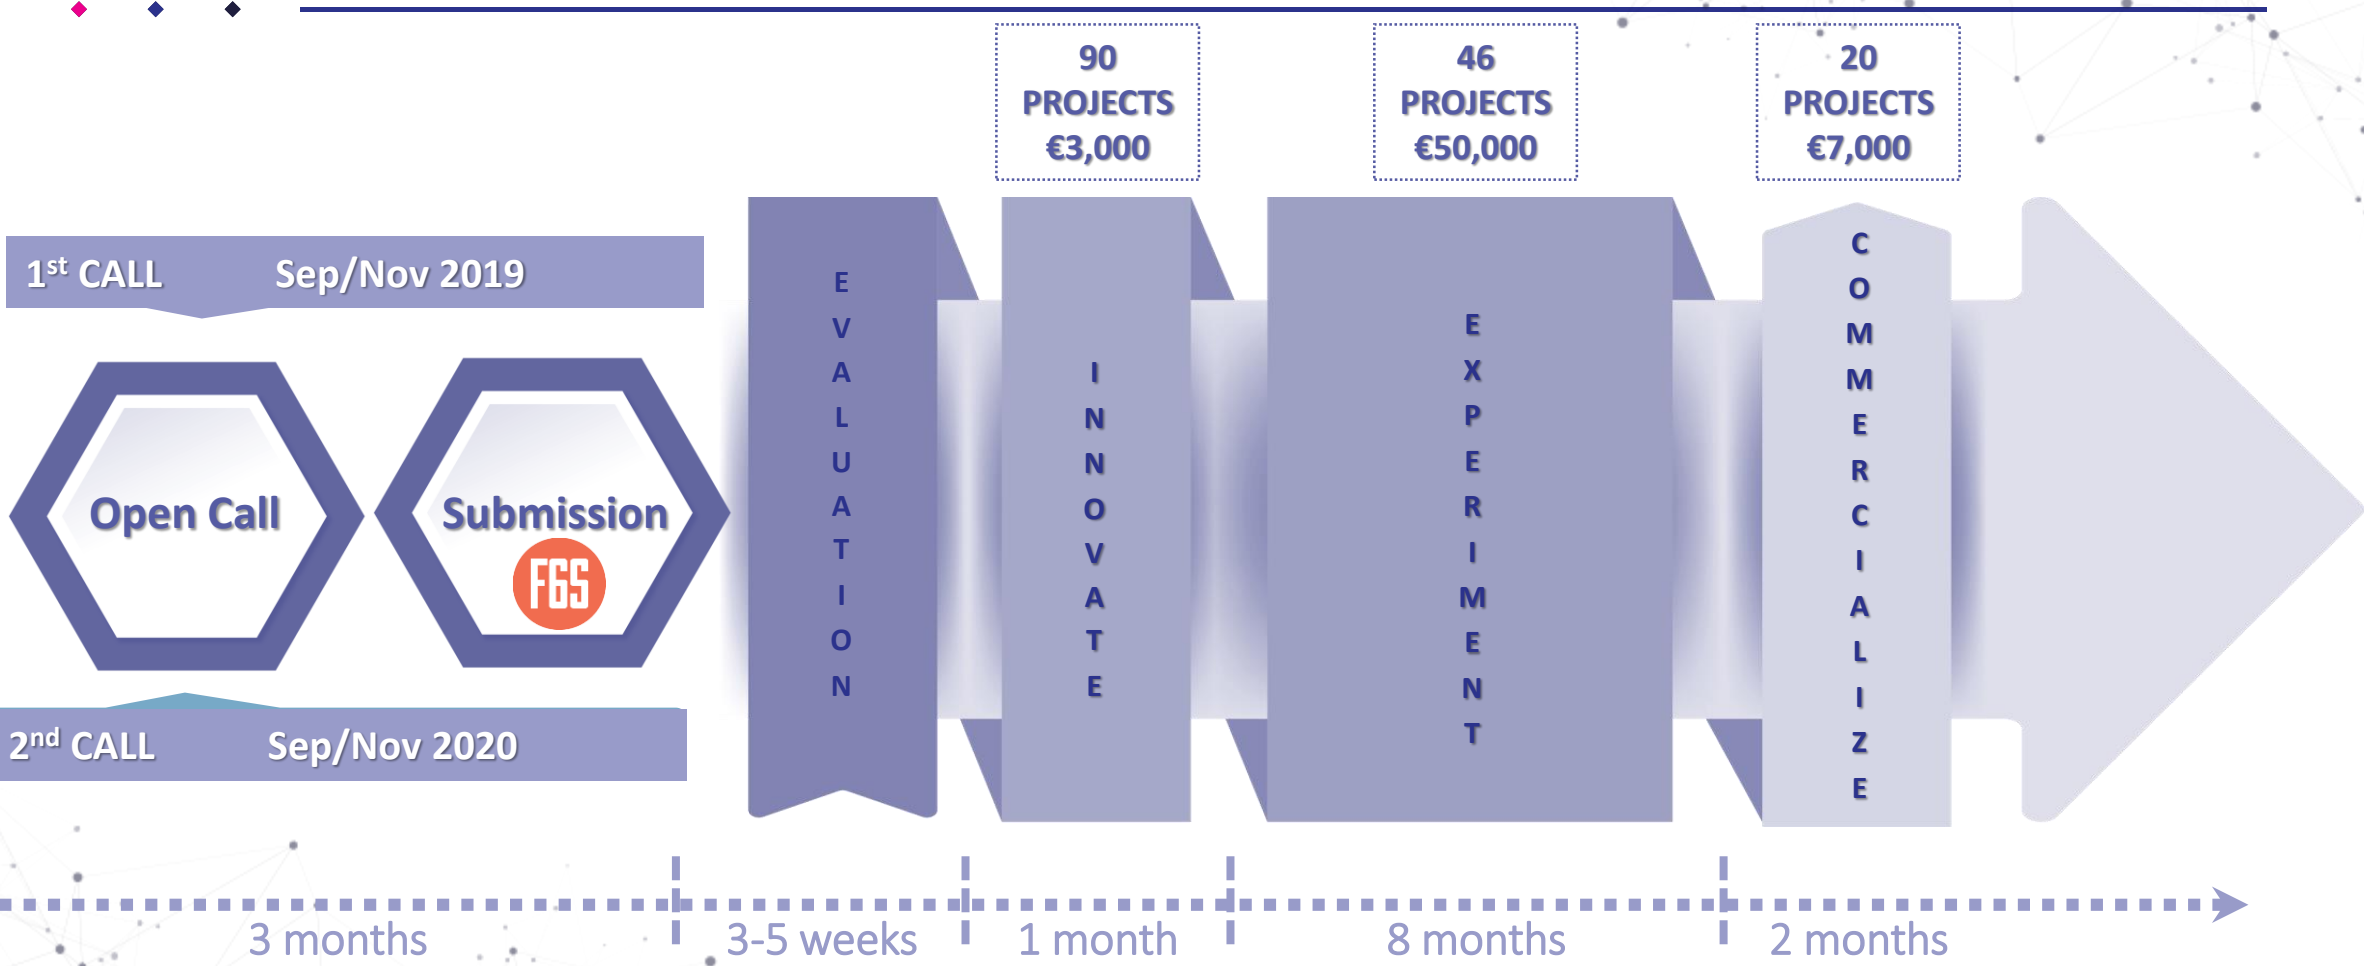 90
PROJECTS
€3,000
46
PROJECTS
€50,000
20
PROJECTS
€7,000
1st CALL Sep/Nov 2019
Open Call
Submission
F6S
2nd CALL Sep/Nov 2020
EVALUATION
INNOVATE
EXPERIMENT
COMMERCIALIZE
3 months
3-5 weeks
1 month
8 months
2 months